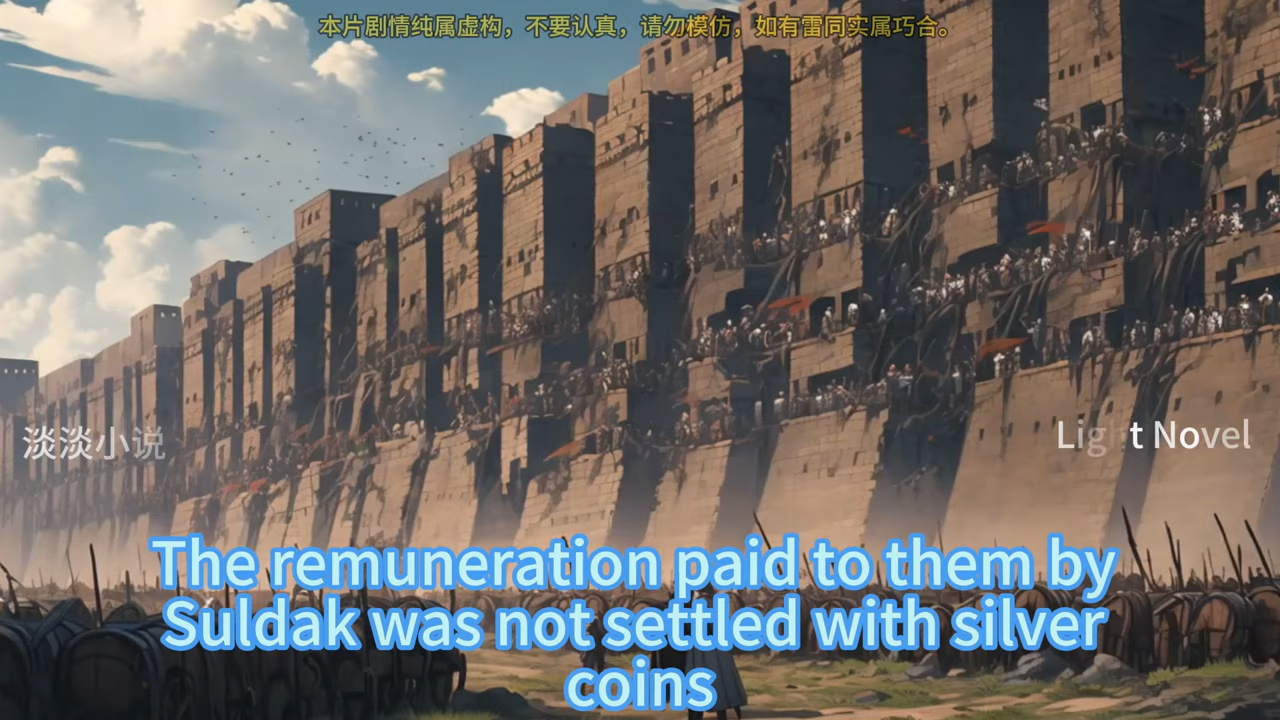 本片剧情纯属虚构，不要认真，请勿模仿，如有雷同实属巧合。
淡淡小说
Light Novel
The remuneration paid to them by
Suldak was not settled with silver
coins